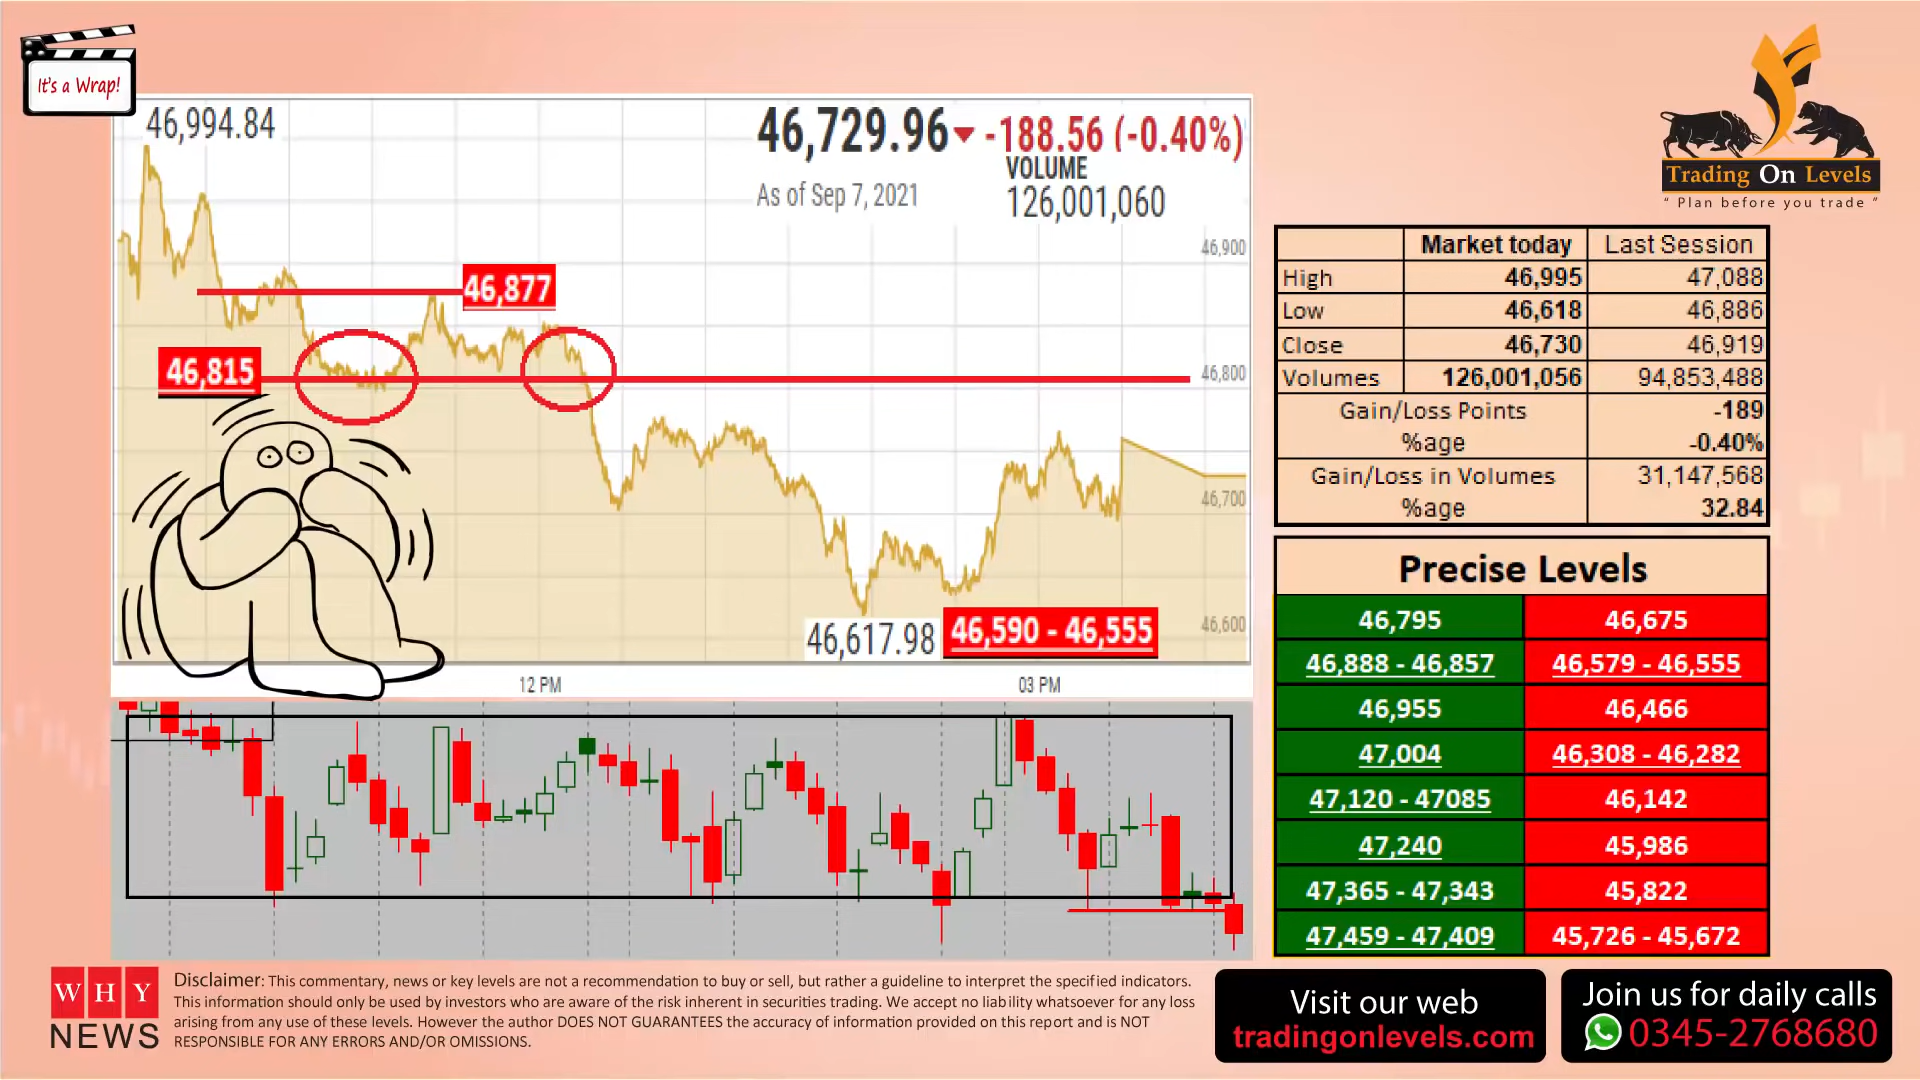 It's a Wrap!
46,994.84
46,729.96 -188.56 (-0.40%)
VOLUME
As of Sep 7, 2021
126,001,060
46,900
46,877
46,815
46,800
46,700
46,617.98
46,590 - 46,555
46,600
12 PM
03 PM
Trading On Levels
" Plan before you trade "
Market today Last Session
High 46,995 47,088
Low 46,618 46,886
Close 46,730 46,919
Volumes 126,001,056 94,853,488
Gain/Loss Points -189
%age -0.40%
Gain/Loss in Volumes 31,147,568
%age 32.84
Precise Levels
46,795 46,675
46,888 - 46,857 46,579 - 46,555
46,955 46,466
47,004 46,308 - 46,282
47,120 - 47085 46,142
47,240 45,986
47,365 - 47,343 45,822
47,459 - 47,409 45,726 - 45,672
WHY
NEWS
Disclaimer: This commentary, news or key levels are not a recommendation to buy or sell, but rather a guideline to interpret the specified indicators.
This information should only be used by investors who are aware of the risk inherent in securities trading. We accept no liability whatsoever for any loss
arising from any use of these levels. However the author DOES NOT GUARANTEES the accuracy of information provided on this report and is NOT
RESPONSIBLE FOR ANY ERRORS AND/OR OMISSIONS.
Visit our web
tradingonlevels.com
Join us for daily calls
0345-2768680